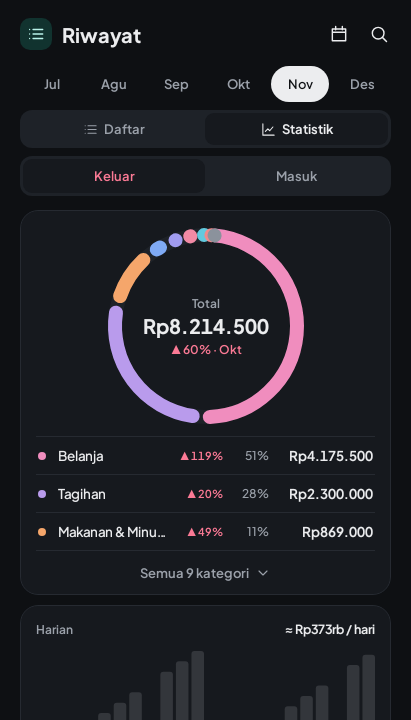 Riwayat
Jul Agu Sep Okt Nov Des
Daftar Statistik
Keluar Masuk
Total
Rp8.214.500
▲60% · Okt
Belanja ▲119% 51% Rp4.175.500
Tagihan ▲20% 28% Rp2.300.000
Makanan & Minu... ▲49% 11% Rp869.000
Semua 9 kategori
Harian ≈ Rp373rb / hari